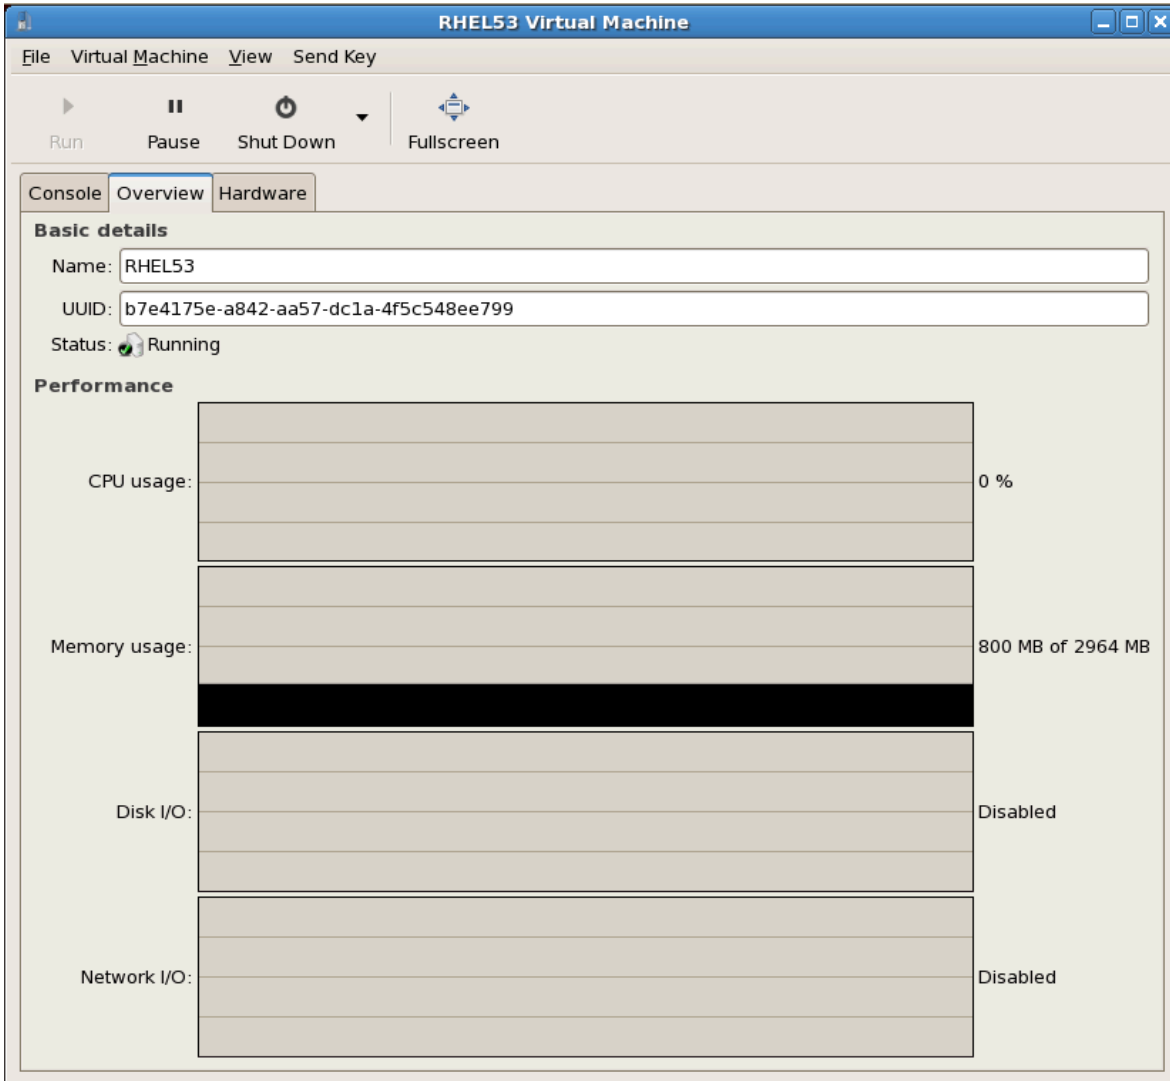 RHEL53 Virtual Machine
File Virtual Machine View Send Key
Run Pause Shut Down Fullscreen
Console Overview Hardware
Basic details
Name: RHEL53
UUID: b7e4175e-a842-aa57-dc1a-4f5c548ee799
Status: Running
Performance
CPU usage: 0 %
Memory usage: 800 MB of 2964 MB
Disk I/O: Disabled
Network I/O: Disabled